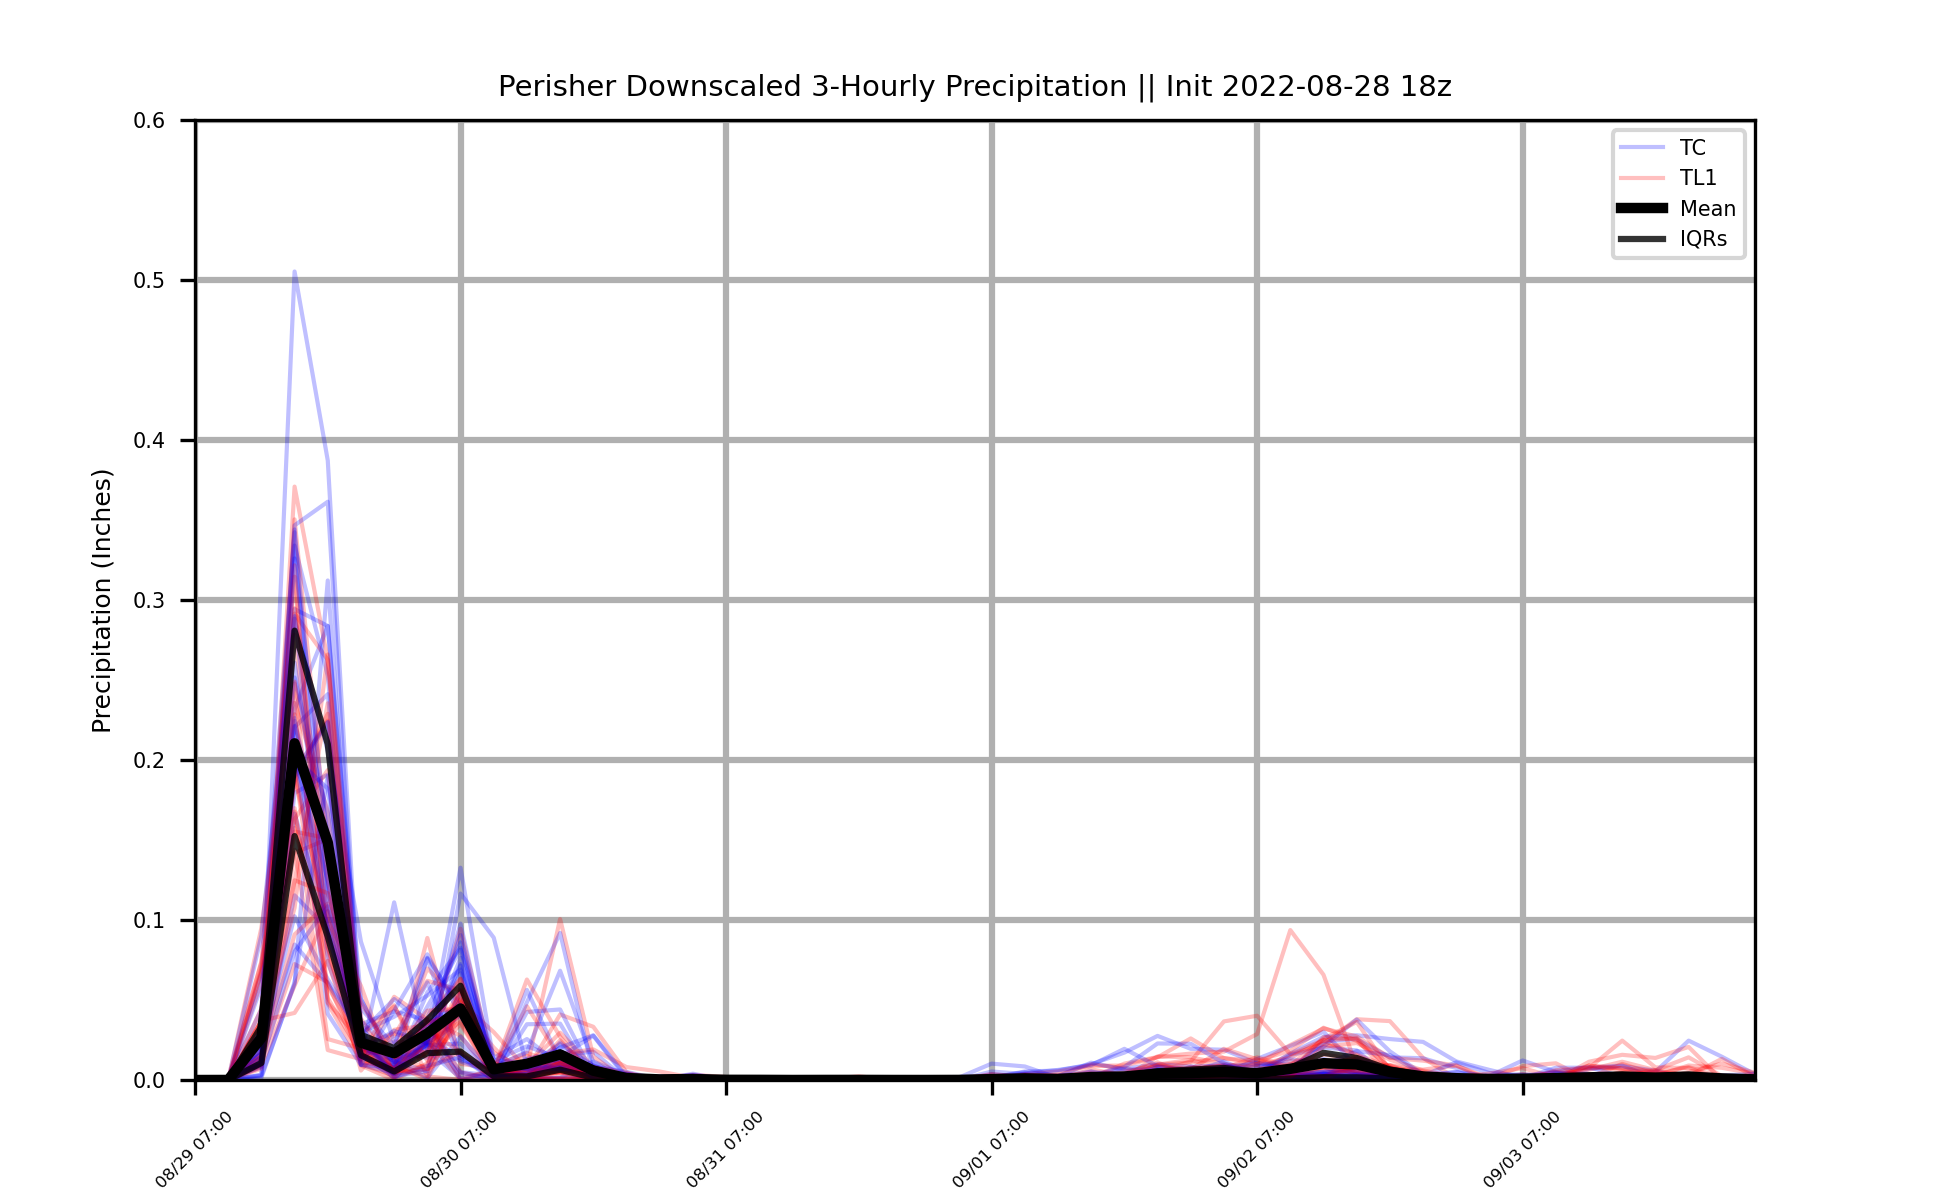 Perisher Downscaled 3-Hourly Precipitation || Init 2022-08-28 18z
TC
TL1
Mean
IQRs
Precipitation (Inches)
0.6
0.5
0.4
0.3
0.2
0.1
0.0
08/29 07:00
08/30 07:00
08/31 07:00
09/01 07:00
09/02 07:00
09/03 07:00